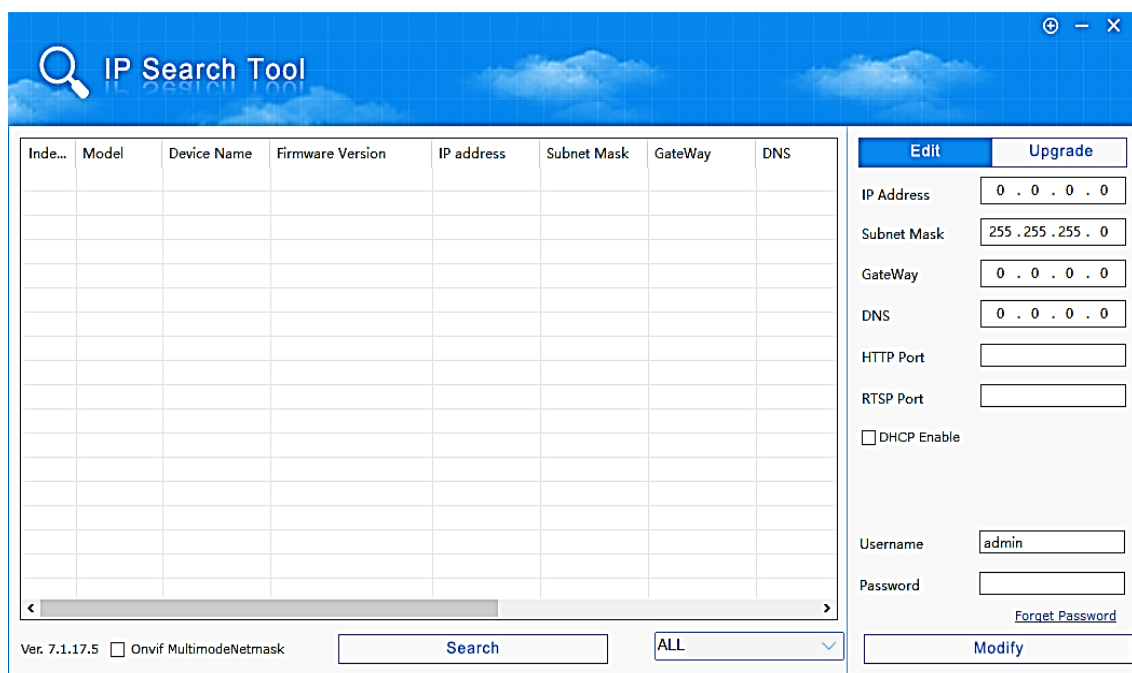 IP Search Tool
Inde... Model Device Name Firmware Version IP address Subnet Mask GateWay DNS
Edit Upgrade
IP Address 0 . 0 . 0 . 0
Subnet Mask 255 . 255 . 255 . 0
GateWay 0 . 0 . 0 . 0
DNS 0 . 0 . 0 . 0
HTTP Port
RTSP Port
DHCP Enable
Username admin
Password
Forget Password
Ver. 7.1.17.5 Onvif MultimodeNetmask Search ALL Modify